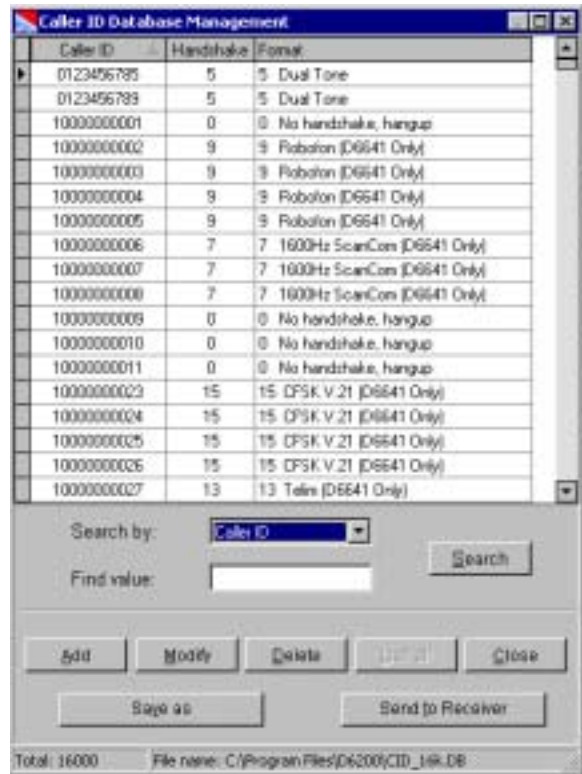 Caller ID Database Management
Caller ID Handshake Format
0123456785 5 5 Dual Tone
0123456789 5 5 Dual Tone
10000000001 0 0 No handshake, hangup
10000000002 9 9 Robofon (D6641 Only)
10000000003 9 9 Robofon (D6641 Only)
10000000004 9 9 Robofon (D6641 Only)
10000000005 9 9 Robofon (D6641 Only)
10000000006 7 7 1600Hz ScanCom (D6641 Only)
10000000007 7 7 1600Hz ScanCom (D6641 Only)
10000000008 7 7 1600Hz ScanCom (D6641 Only)
10000000009 0 0 No handshake, hangup
10000000010 0 0 No handshake, hangup
10000000011 0 0 No handshake, hangup
10000000023 15 15 CFSK V.21 (D6641 Only)
10000000024 15 15 CFSK V.21 (D6641 Only)
10000000025 15 15 CFSK V.21 (D6641 Only)
10000000026 15 15 CFSK V.21 (D6641 Only)
10000000027 13 13 Telim (D6641 Only)
Search by: Caller ID
Search
Find value:
Add Modify Delete Close
Save as Send to Receiver
Total: 16000 File name: C:\Program Files\D6200\CID_16k.DB